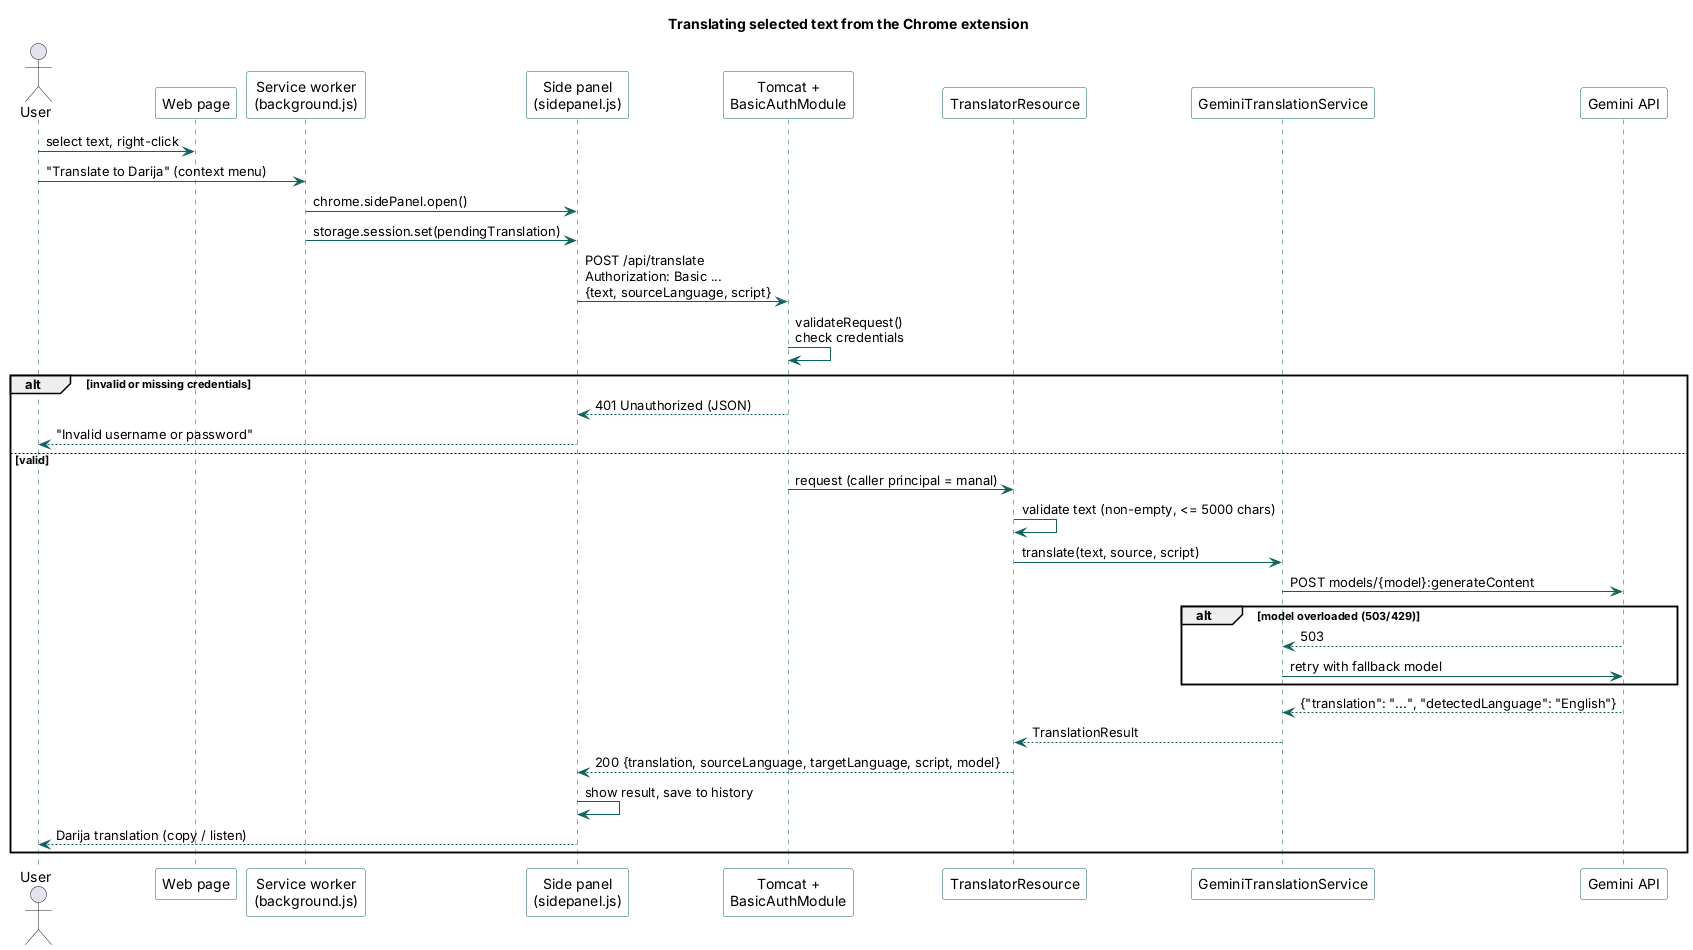 Translating selected text from the Chrome extension
User
Web page
Service worker
(background.js)
Side panel
(sidepanel.js)
Tomcat +
BasicAuthModule
TranslatorResource
GeminiTranslationService
Gemini API
select text, right-click
"Translate to Darija" (context menu)
chrome.sidePanel.open()
storage.session.set(pendingTranslation)
POST /api/translate
Authorization: Basic ...
{text, sourceLanguage, script}
validateRequest()
check credentials
alt [invalid or missing credentials]
401 Unauthorized (JSON)
"Invalid username or password"
[valid]
request (caller principal = manal)
validate text (non-empty, <= 5000 chars)
translate(text, source, script)
POST models/{model}:generateContent
alt [model overloaded (503/429)]
503
retry with fallback model
{"translation": "...", "detectedLanguage": "English"}
TranslationResult
200 {translation, sourceLanguage, targetLanguage, script, model}
show result, save to history
Darija translation (copy / listen)
User
Web page
Service worker
(background.js)
Side panel
(sidepanel.js)
Tomcat +
BasicAuthModule
TranslatorResource
GeminiTranslationService
Gemini API